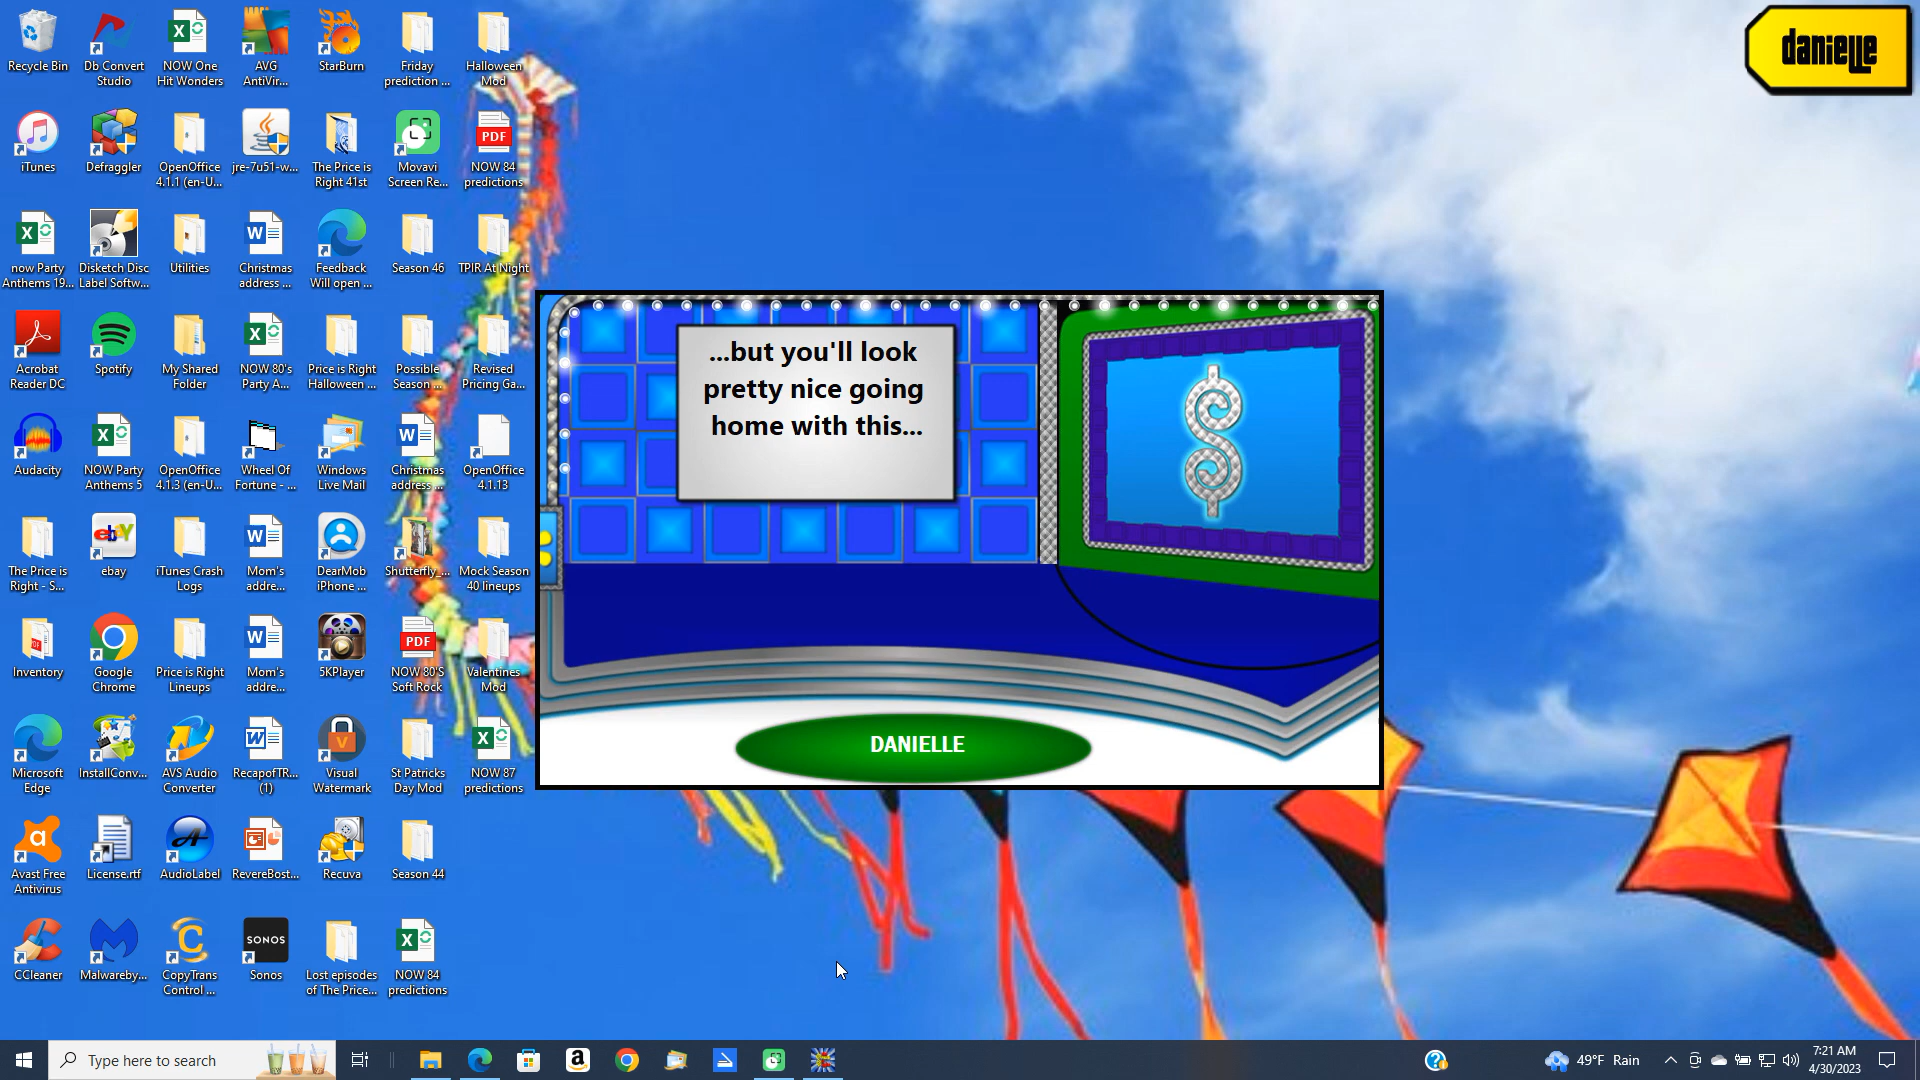 Recycle Bin
Db Convert
Studio
NOW One
Hit Wonders
AVG
AntiVir...
StarBurn
Friday
prediction ...
Halloween
Mod
danielle
iTunes
Defraggler
OpenOffice
4.1.1 (en-U...
jre-7u51-w...
The Price is
Right 41st
Movavi
Screen Re...
PDF
NOW 84
predictions
now Party
Anthems 19...
Disketch Disc
Label Softw...
Utilities
Christmas
address ...
Feedback
Will open ...
Season 46
TPIR At Night
Acrobat
Reader DC
Spotify
My Shared
Folder
NOW 80's
Party A...
Price is Right
Halloween ...
Possible
Season ...
Revised
Pricing Ga...
...but you'll look
pretty nice going
home with this...
Audacity
NOW Party
Anthems 5
OpenOffice
4.1.3 (en-U...
Wheel Of
Fortune - ...
Windows
Live Mail
Christmas
address ...
OpenOffice
4.1.13
The Price is
Right - S...
ebay
ebay
iTunes Crash
Logs
Mom's
addre...
DearMob
iPhone ...
Shutterfly_...
Mock Season
40 lineups
Inventory
Google
Chrome
Price is Right
Lineups
Mom's
addre...
5KPlayer
PDF
NOW 80'S
Soft Rock
Valentines
Mod
DANIELLE
Microsoft
Edge
InstallConv...
AVS Audio
Converter
RecapofTR...
(1)
Visual
Watermark
St Patricks
Day Mod
NOW 87
predictions
Avast Free
Antivirus
License.rtf
AudioLabel
RevereBost...
Recuva
Season 44
CCleaner
Malwareby...
CopyTrans
Control ...
SONOS
Sonos
Lost episodes
of The Price...
NOW 84
predictions
Type here to search
49°F Rain
7:21 AM
4/30/2023